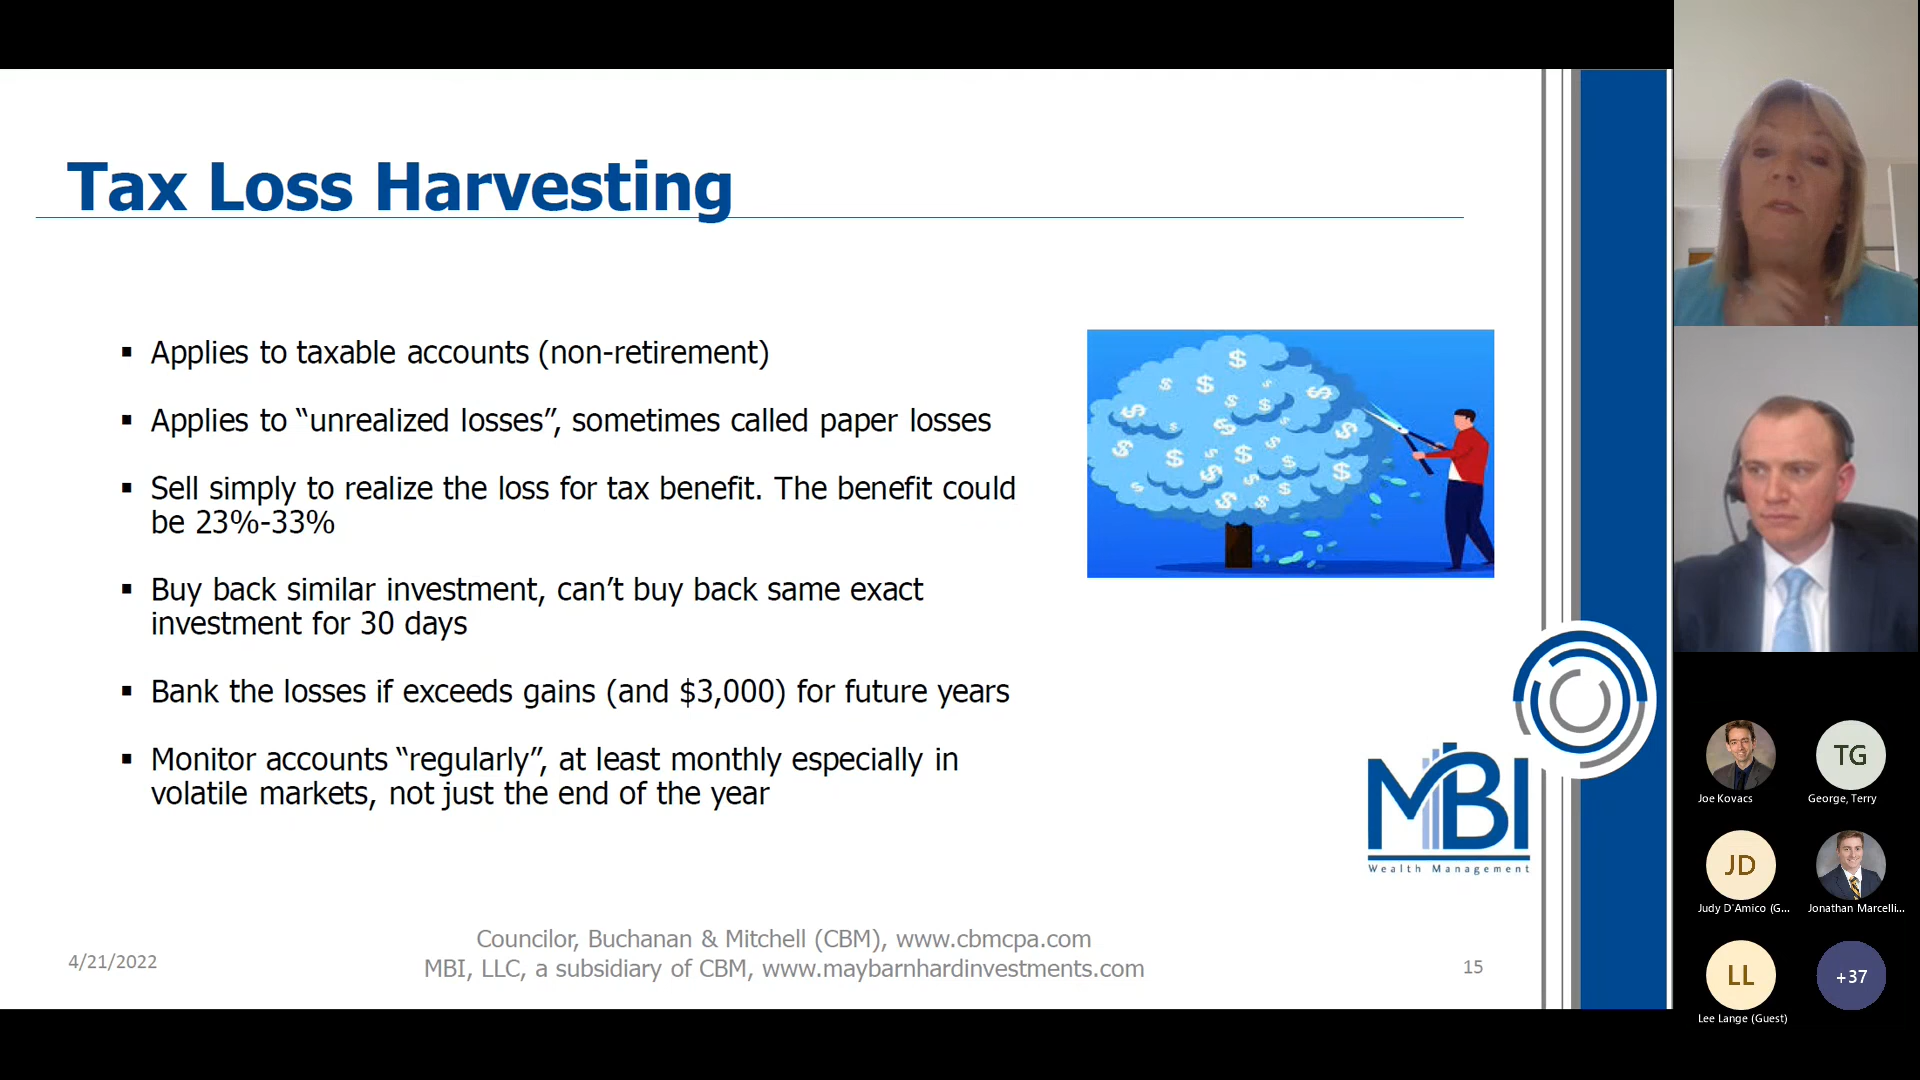 Tax Loss Harvesting
▪ Applies to taxable accounts (non-retirement)
▪ Applies to “unrealized losses”, sometimes called paper losses
▪ Sell simply to realize the loss for tax benefit. The benefit could
be 23%-33%
▪ Buy back similar investment, can’t buy back same exact
investment for 30 days
▪ Bank the losses if exceeds gains (and $3,000) for future years
▪ Monitor accounts “regularly”, at least monthly especially in
volatile markets, not just the end of the year
MBI
Wealth Management
4/21/2022
Councilor, Buchanan & Mitchell (CBM), www.cbmcpa.com
MBI, LLC, a subsidiary of CBM, www.maybarnhardinvestments.com
15
Joe Kovacs
TG
George, Terry
JD
Judy D'Amico (G...
Jonathan Marcelli...
LL
Lee Lange (Guest)
+37